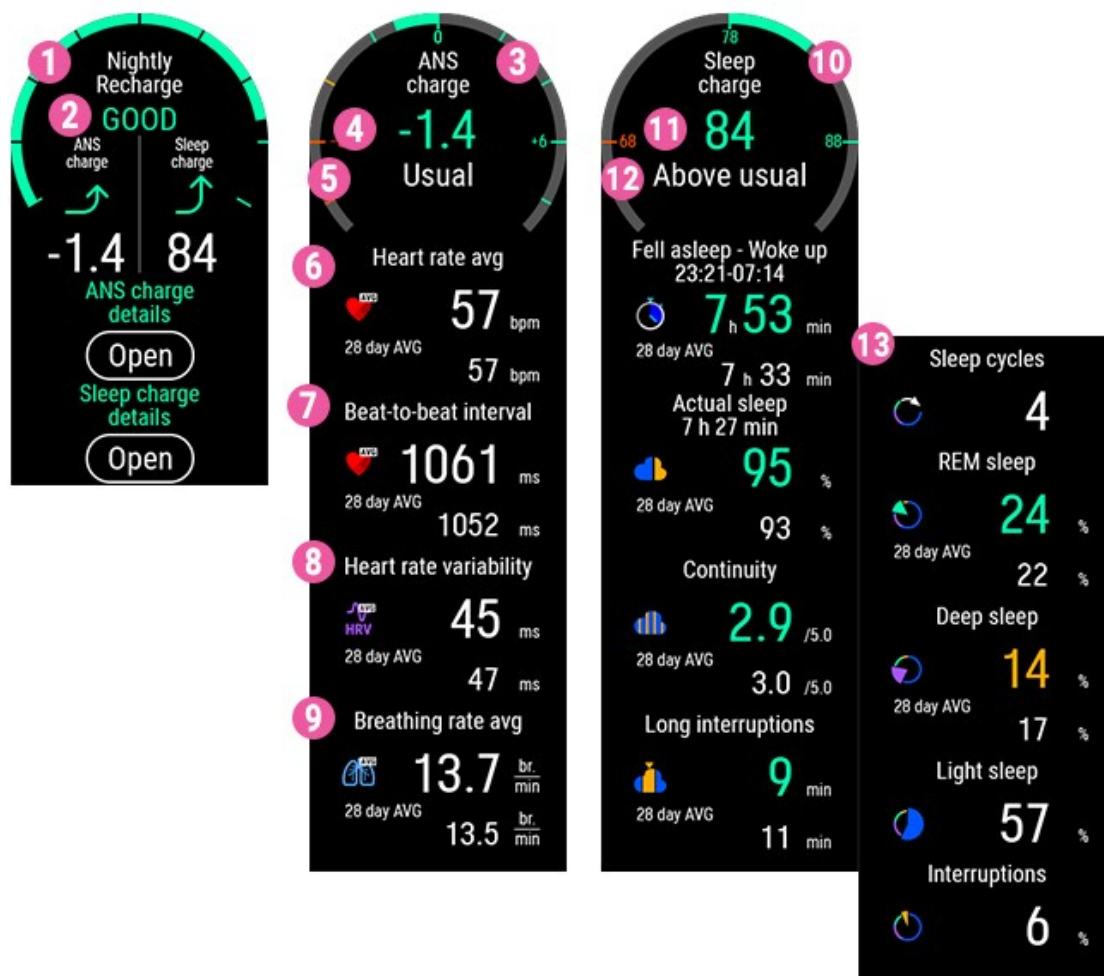 1
Nightly
Recharge
2
GOOD
ANS
charge
Sleep
charge
-1.4
84
ANS charge
details
Open
Sleep charge
details
Open
0
3
ANS
charge
4
-1.4
+6
5
Usual
6
Heart rate avg
AVG
57 bpm
28 day AVG
57 bpm
7
Beat-to-beat interval
AVG
1061 ms
28 day AVG
1052 ms
8
Heart rate variability
AVG
HRV
45 ms
28 day AVG
47 ms
9
Breathing rate avg
AVG
13.7 br.
min
28 day AVG
13.5 br.
min
78
10
Sleep
charge
68
11
84
88
12
Above usual
Fell asleep - Woke up
23:21-07:14
7 h 53 min
28 day AVG
7 h 33 min
Actual sleep
7 h 27 min
95 %
28 day AVG
93 %
Continuity
2.9 /5.0
28 day AVG
3.0 /5.0
Long interruptions
9 min
28 day AVG
11 min
13
Sleep cycles
4
REM sleep
24 %
28 day AVG
22 %
Deep sleep
14 %
28 day AVG
17 %
Light sleep
57 %
Interruptions
6 %